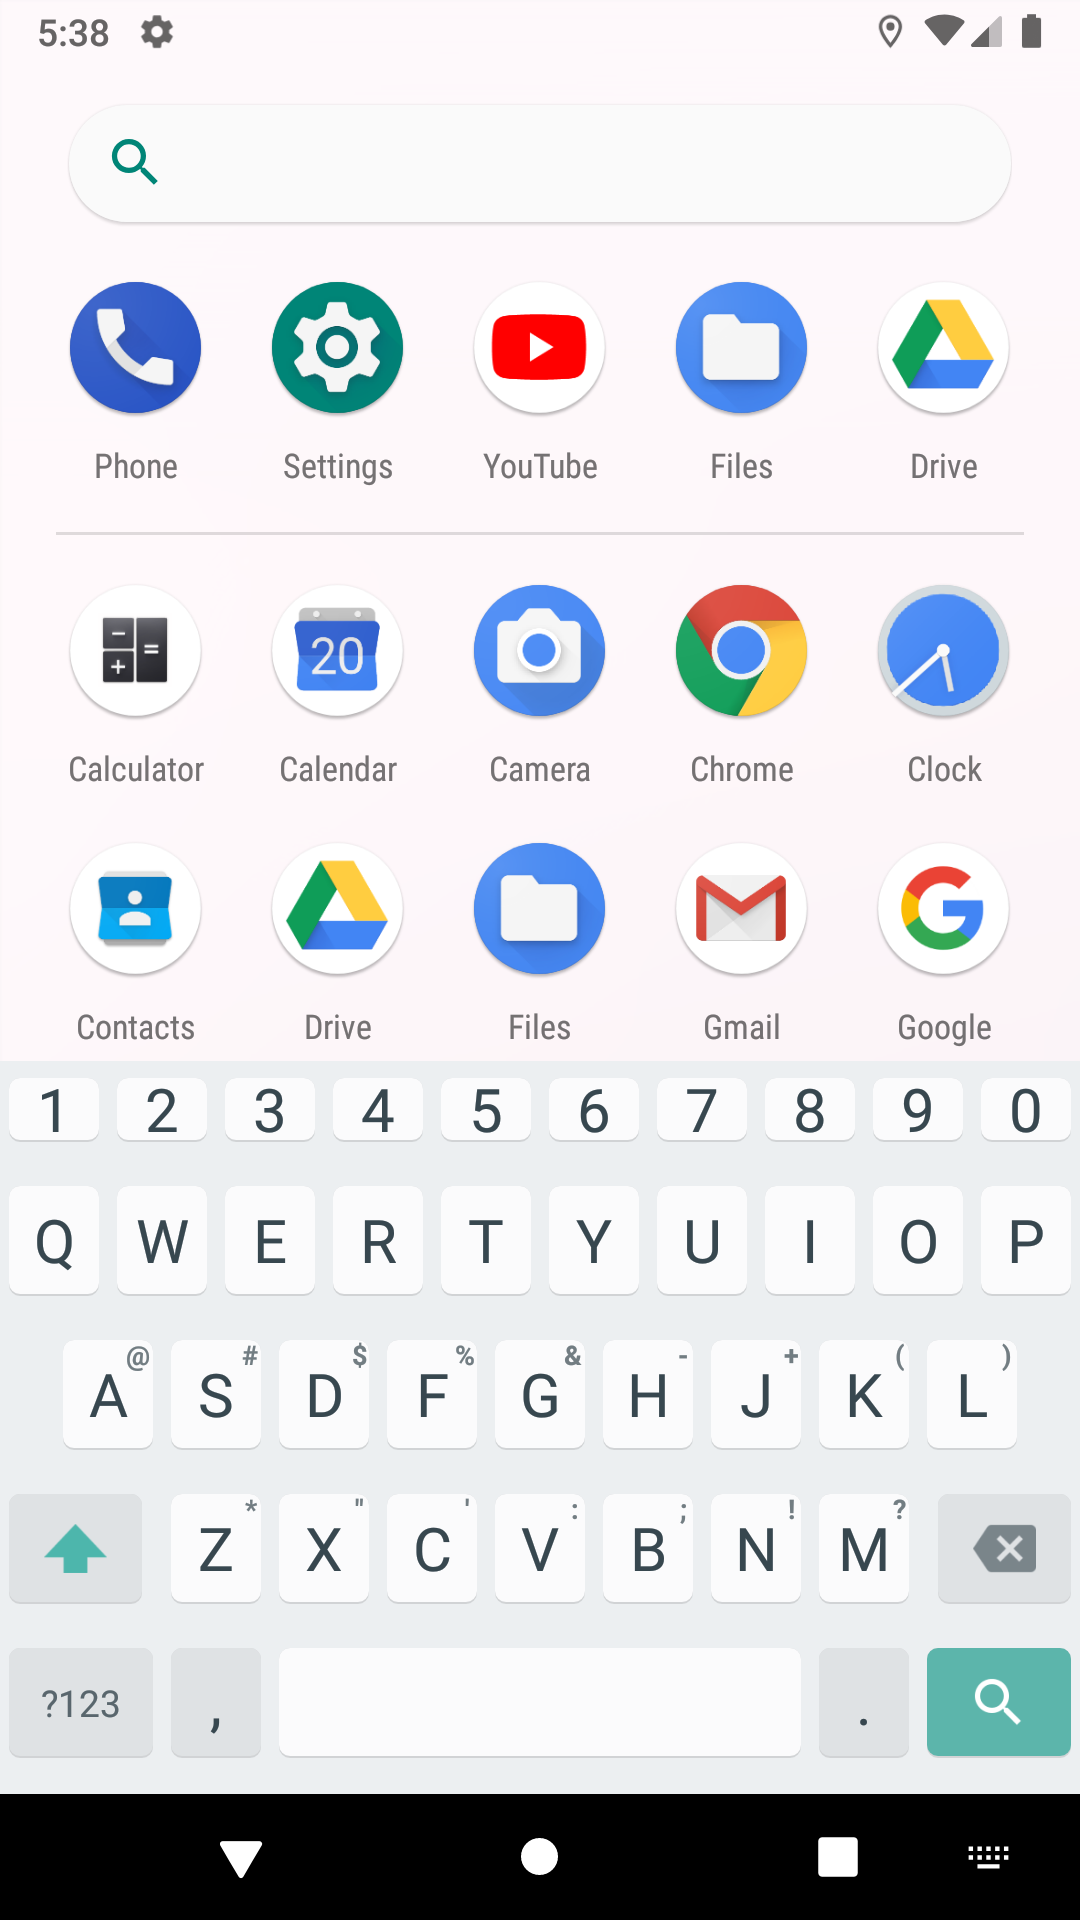 5:38
Phone Settings YouTube Files Drive
20
Calculator Calendar Camera Chrome Clock
Contacts Drive Files Gmail Google
1 2 3 4 5 6 7 8 9 0
Q W E R T Y U I O P
@ # $ % & - + ( )
A S D F G H J K L
* " ' : ; ! ?
Z X C V B N M
?123 , .